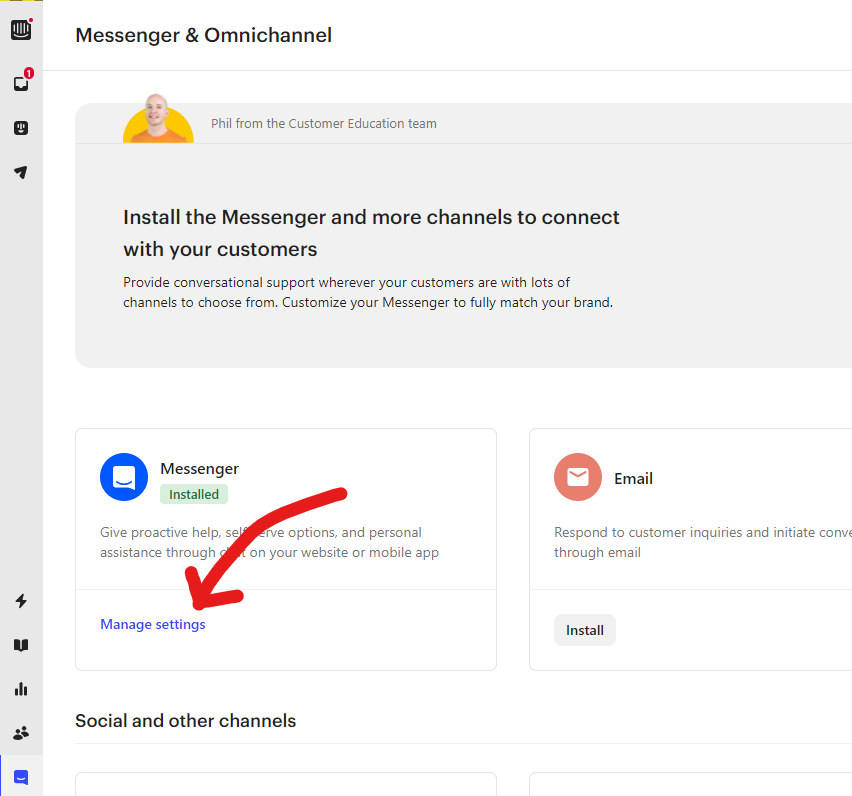 Messenger & Omnichannel
1
Phil from the Customer Education team
Install the Messenger and more channels to connect
with your customers
Provide conversational support wherever your customers are with lots of
channels to choose from. Customize your Messenger to fully match your brand.
Messenger
Installed
Give proactive help, self-serve options, and personal
assistance through chat on your website or mobile app
Manage settings
Email
Respond to customer inquiries and initiate conve
through email
Install
Social and other channels